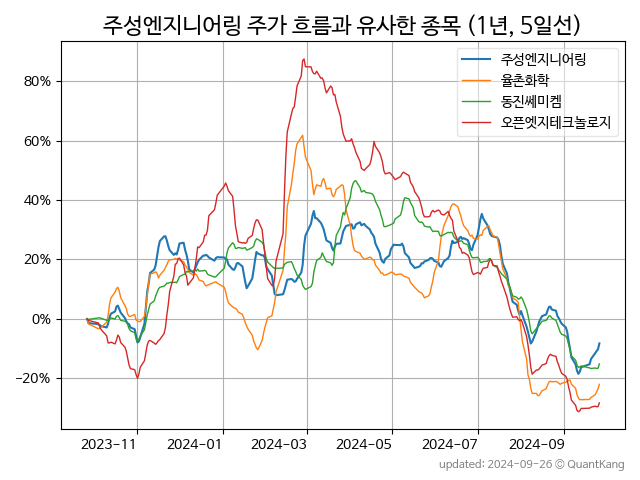 주성엔지니어링 주가 흐름과 유사한 종목 (1년, 5일선)
주성엔지니어링
율촌화학
동진쎄미켐
오픈엣지테크놀로지
80%
60%
40%
20%
0%
−20%
2023−11
2024−01
2024−03
2024−05
2024−07
2024−09
updated: 2024-09-26 © QuantKang